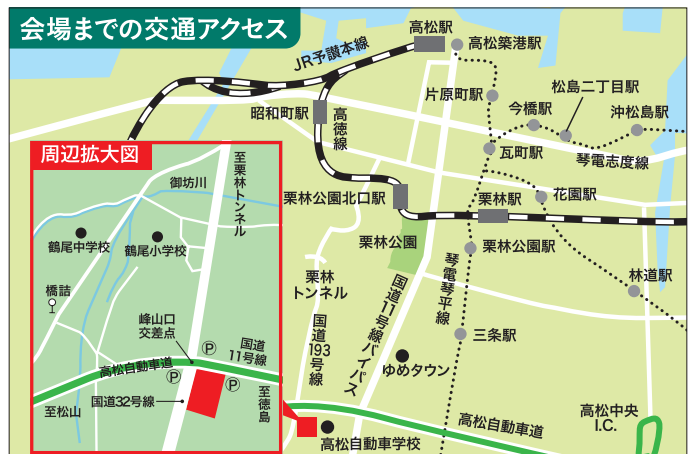 会場までの交通アクセス
高松駅
高松築港駅
JR予讃本線
片原町駅
松島二丁目駅
今橋駅
沖松島駅
昭和町駅
高徳線
瓦町駅
琴電志度線
周辺拡大図
至栗林トンネル
御坊川
鶴尾中学校
鶴尾小学校
橋詰
峰山口
交差点
国道
11号線
高松自動車道
P
P
P
国道32号線
至松山
至徳島
栗林公園北口駅
栗林駅
花園駅
栗林公園
栗林公園駅
琴電琴平線
栗林
トンネル
国道193号線
国道11号線バイパス
林道駅
三条駅
ゆめタウン
高松自動車道
高松中央
I.C.
高松自動車学校